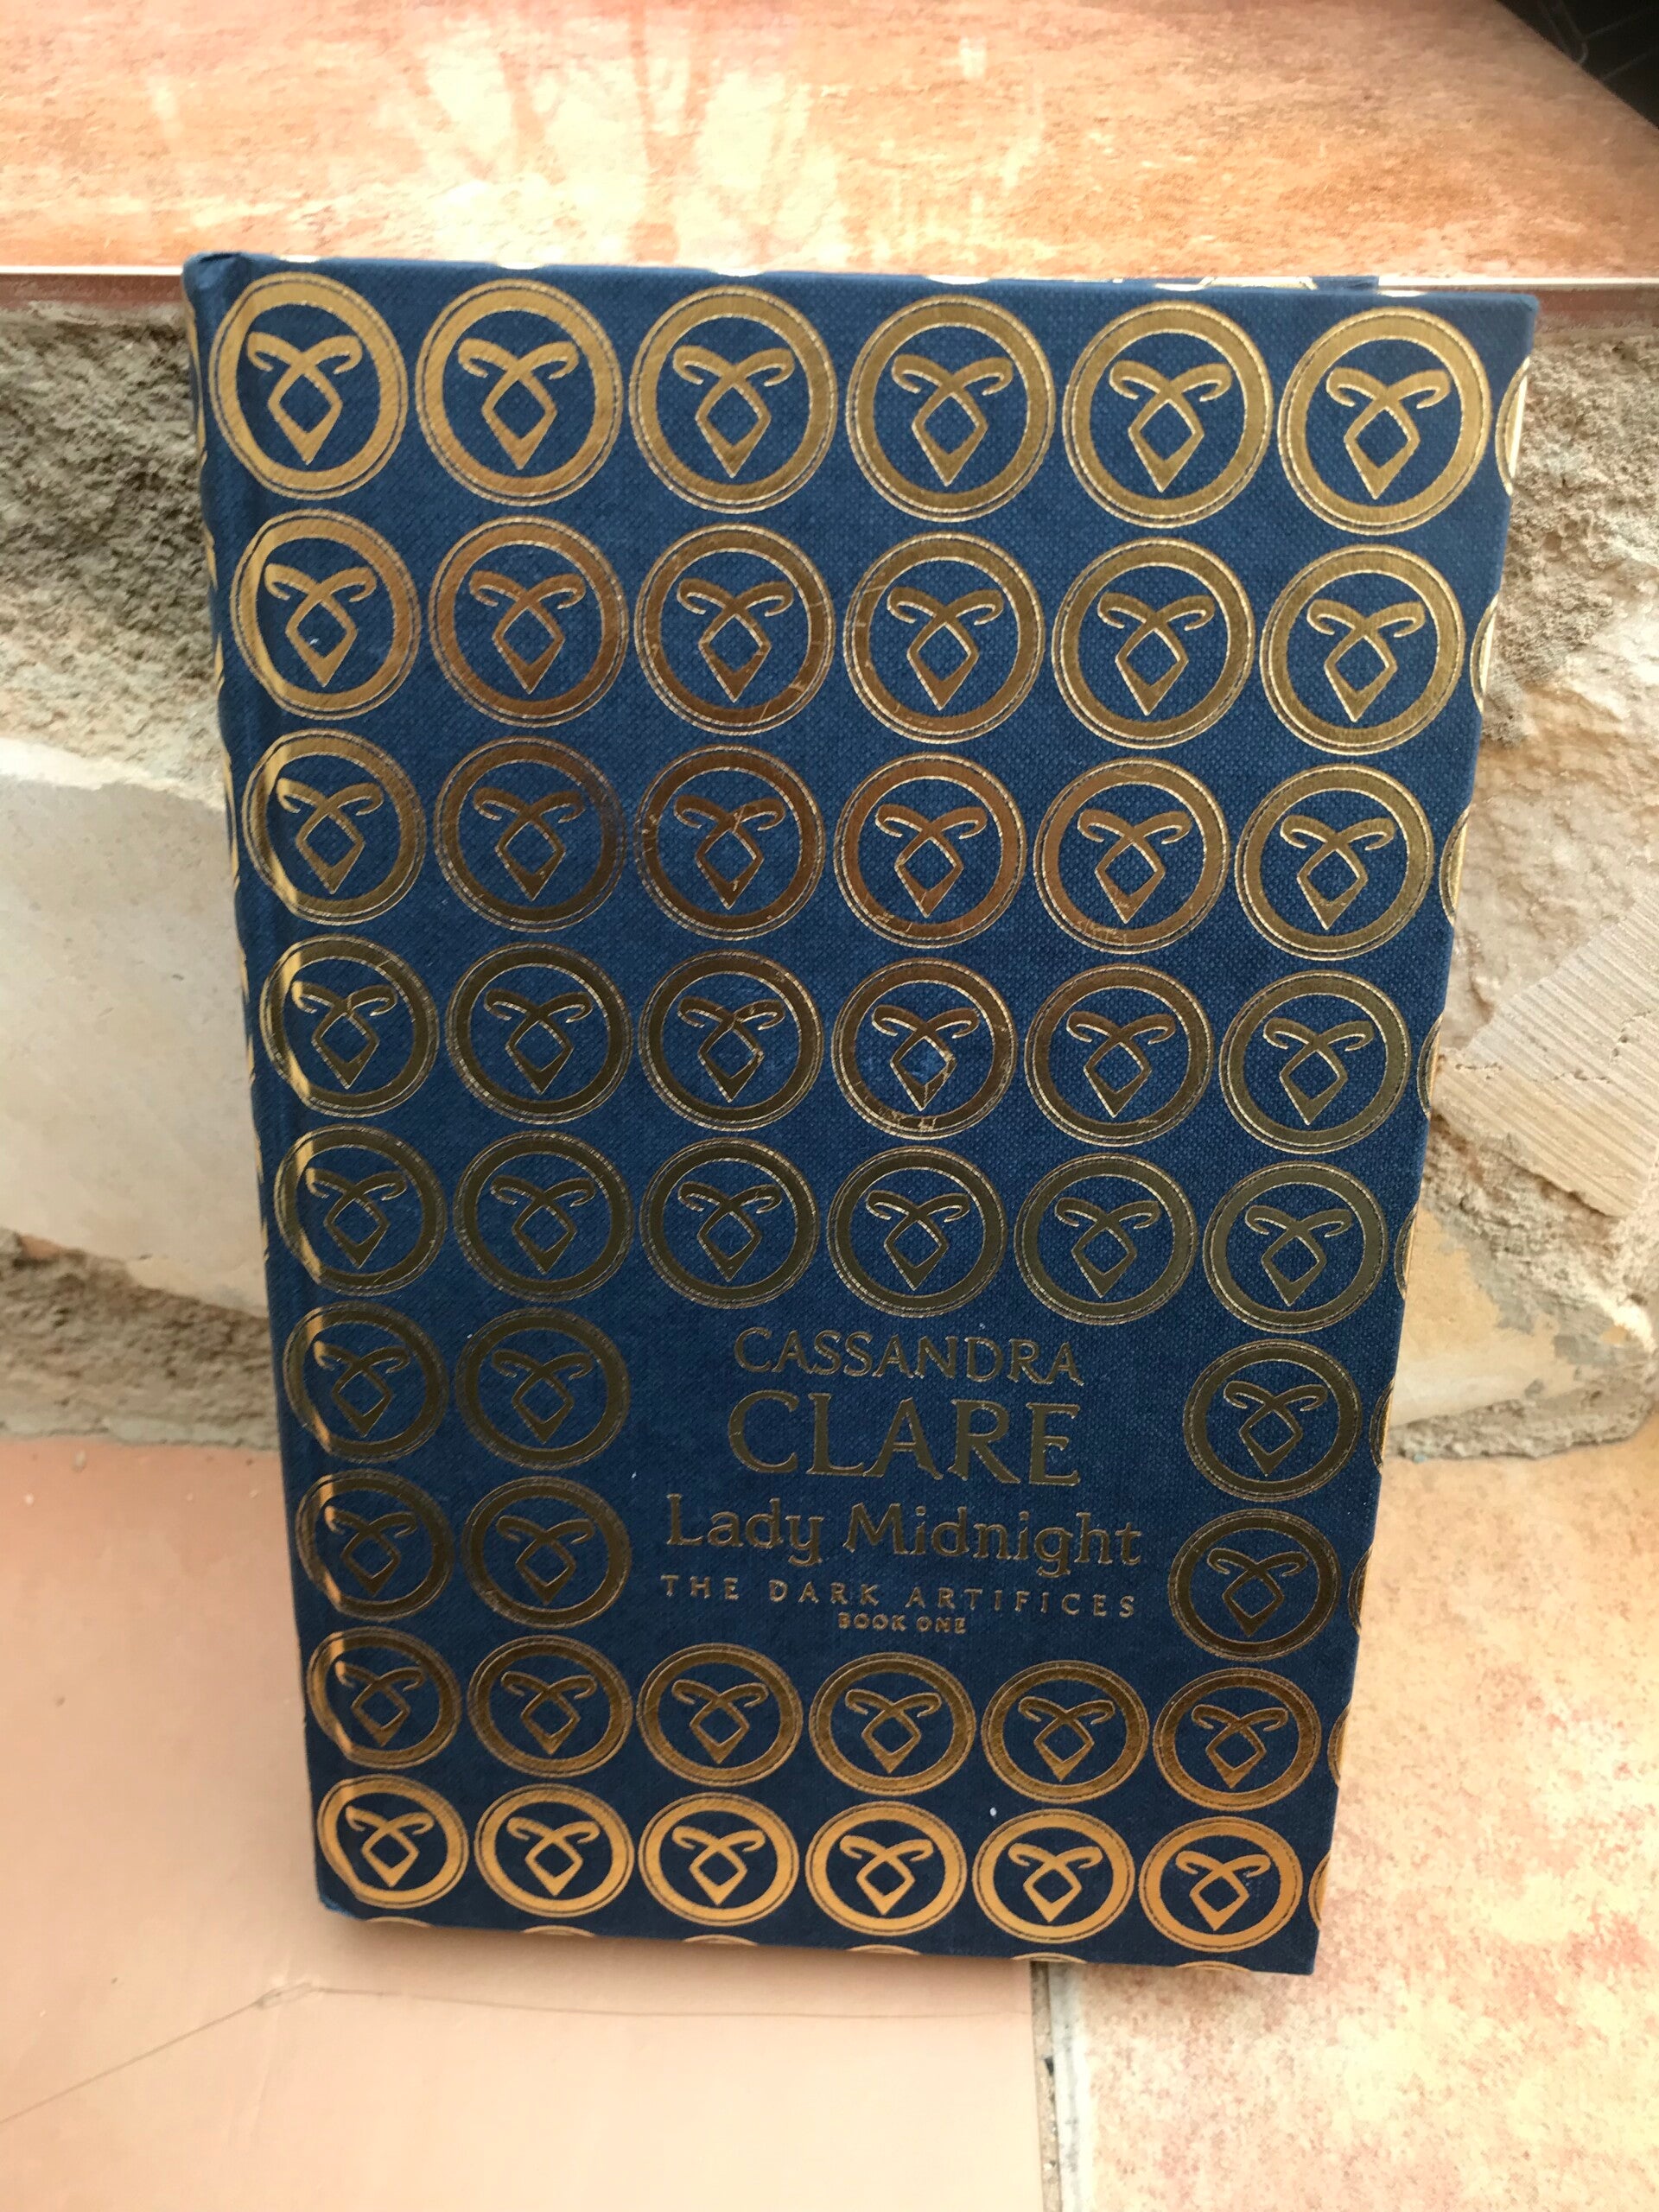 CASSANDRA
CLARE
Lady Midnight
THE DARK ARTIFICES
BOOK ONE